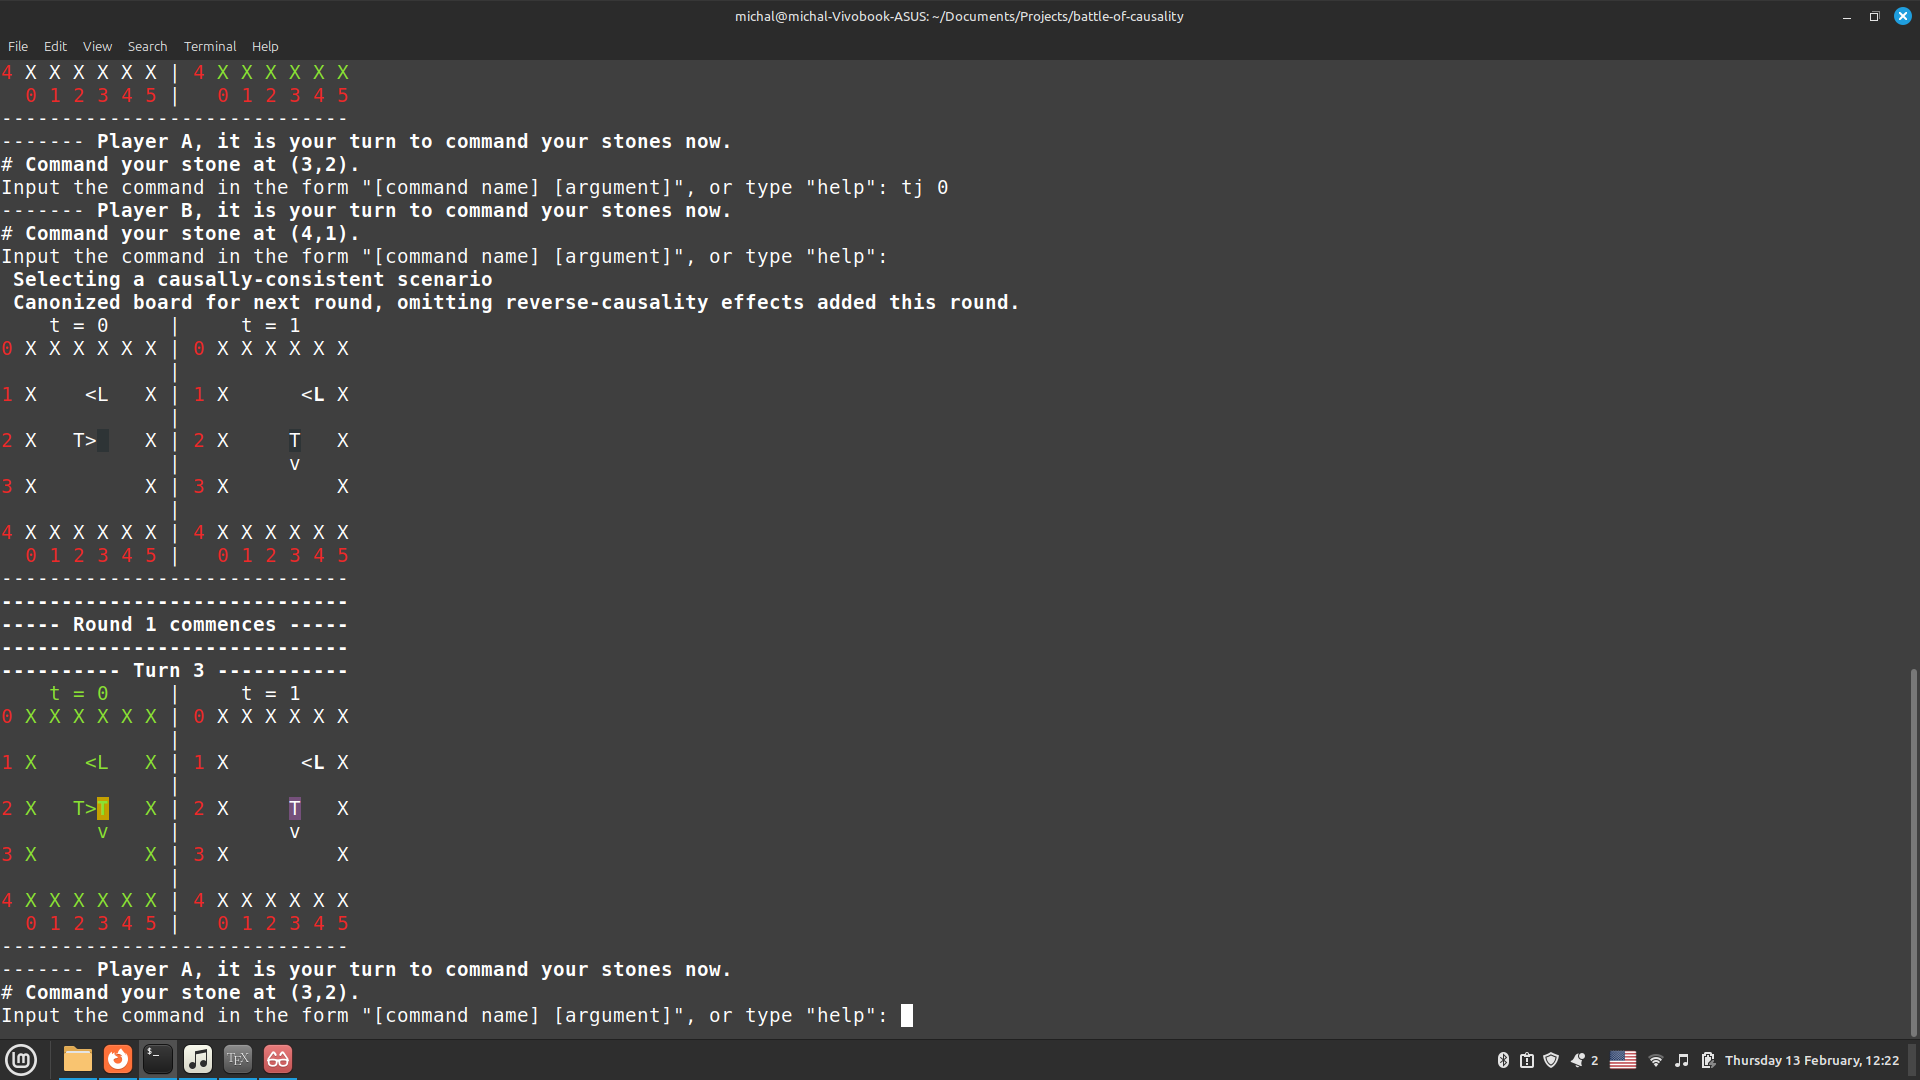 michal@michal-Vivobook-ASUS: ~/Documents/Projects/battle-of-causality
File Edit View Search Terminal Help
4 X X X X X X | 4 X X X X X X
  0 1 2 3 4 5 |   0 1 2 3 4 5
-----------------------------
------- Player A, it is your turn to command your stones now.
# Command your stone at (3,2).
Input the command in the form "[command name] [argument]", or type "help": tj 0
------- Player B, it is your turn to command your stones now.
# Command your stone at (4,1).
Input the command in the form "[command name] [argument]", or type "help":
 Selecting a causally-consistent scenario
 Canonized board for next round, omitting reverse-causality effects added this round.
    t = 0     |     t = 1
0 X X X X X X | 0 X X X X X X
              |
1 X    <L   X | 1 X      <L X
              |
2 X   T>    X | 2 X     T   X
              |         v
3 X         X | 3 X         X
              |
4 X X X X X X | 4 X X X X X X
  0 1 2 3 4 5 |   0 1 2 3 4 5
-----------------------------
-----------------------------
----- Round 1 commences -----
-----------------------------
---------- Turn 3 -----------
    t = 0     |     t = 1
0 X X X X X X | 0 X X X X X X
              |
1 X    <L   X | 1 X      <L X
              |
2 X   T>T   X | 2 X     T   X
        v     |         v
3 X         X | 3 X         X
              |
4 X X X X X X | 4 X X X X X X
  0 1 2 3 4 5 |   0 1 2 3 4 5
-----------------------------
------- Player A, it is your turn to command your stones now.
# Command your stone at (3,2).
Input the command in the form "[command name] [argument]", or type "help":
TEX
2
Thursday 13 February, 12:22